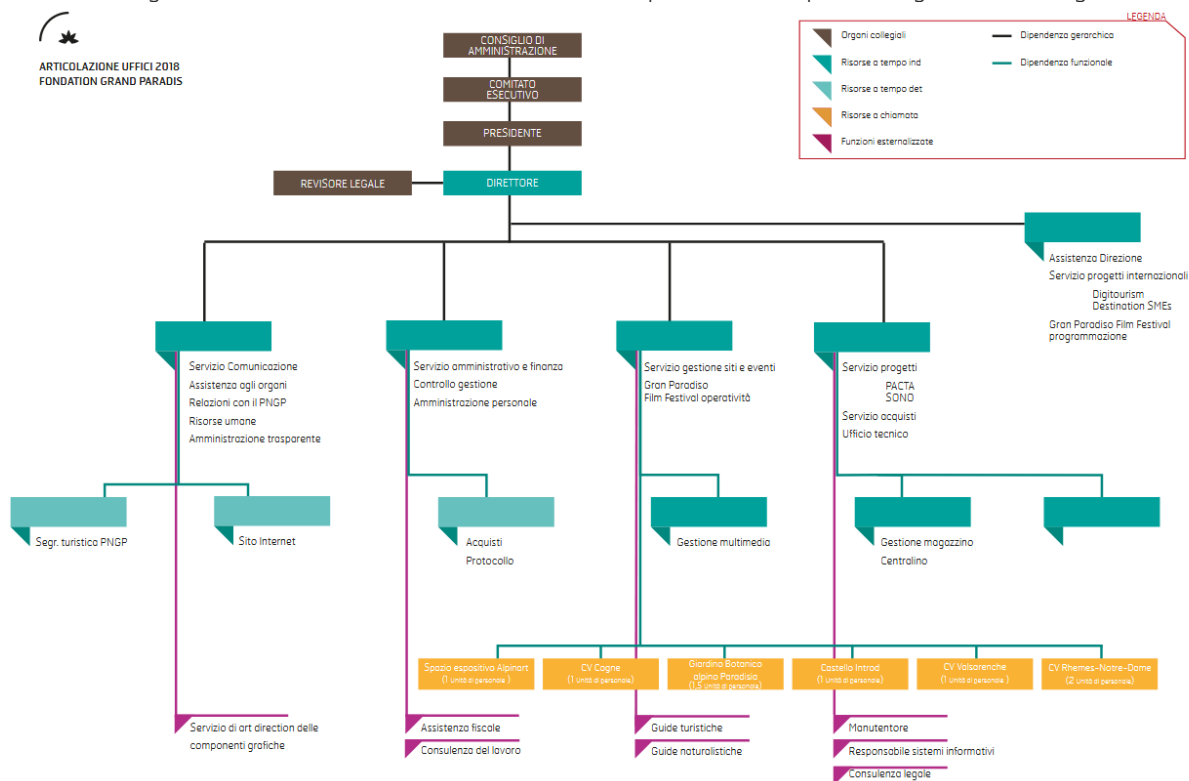 LEGENDA
CONSIGLIO DI
AMMINISTRAZIONE
ARTICOLAZIONE UFFICI 2018
FONDATION GRAND PARADIS
Organi collegiali
Dipendenza gerarchica
Risorse a tempo ind
Dipendenza funzionale
COMITATO
ESECUTIVO
Risorse a tempo det
Risorse a chiamata
PRESIDENTE
Funzioni esternalizzate
REVISORE LEGALE
DIRETTORE
Assistenza Direzione
Servizio progetti internazionali
Digitourism
Destination SMEs
Gran Paradiso Film Festival
programmazione
Servizio Comunicazione
Assistenza agli organi
Relazioni con il PNGP
Risorse umane
Amministrazione trasparente
Servizio amministrativo e finanza
Controllo gestione
Amministrazione personale
Servizio gestione siti e eventi
Gran Paradiso
Film Festival operatività
Servizio progetti
PACTA
SONO
Servizio acquisti
Ufficio tecnico
Segr. turistica PNGP
Sito Internet
Acquisti
Protocollo
Gestione multimedia
Gestione magazzino
Centralino
Spazio espositivo Alpinart
(1 Unità di personale )
CV Cogne
(1 Unità di personale)
Giardino Botanico
alpino Paradisia
(1,5 Unità di personale)
Castello Introd
(1 Unità di personale)
CV Valsarenche
(1 Unità di personale)
CV Rhemes-Notre-Dame
(2 Unità di personale)
Servizio di art direction delle
componenti grafiche
Assistenza fiscale
Consulenza del lavoro
Guide turistiche
Guide naturalistiche
Manutentore
Responsabile sistemi informativi
Consulenza legale